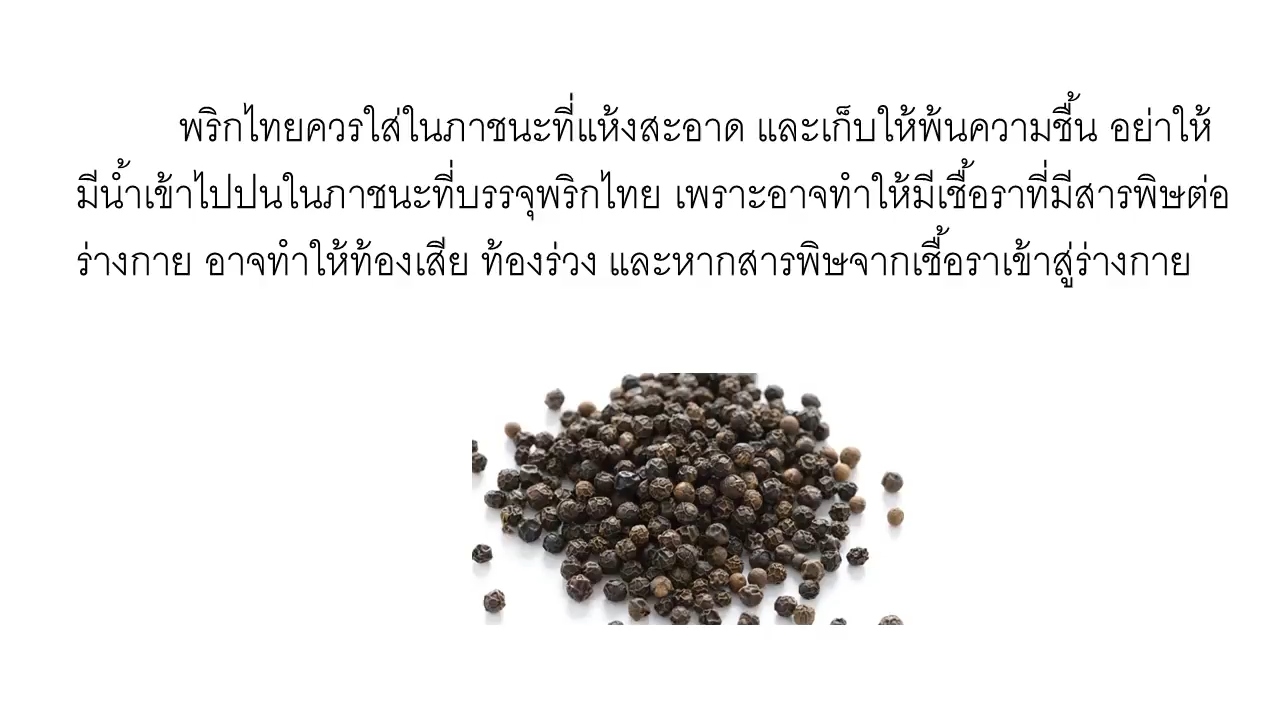 พริกไทยควรใส่ในภาชนะที่แห้งสะอาด และเก็บให้พ้นความชื้น อย่าให้
มีน้ำเข้าไปปนในภาชนะที่บรรจุพริกไทย เพราะอาจทำให้มีเชื้อราที่มีสารพิษต่อ
ร่างกาย อาจทำให้ท้องเสีย ท้องร่วง และหากสารพิษจากเชื้อราเข้าสู่ร่างกาย